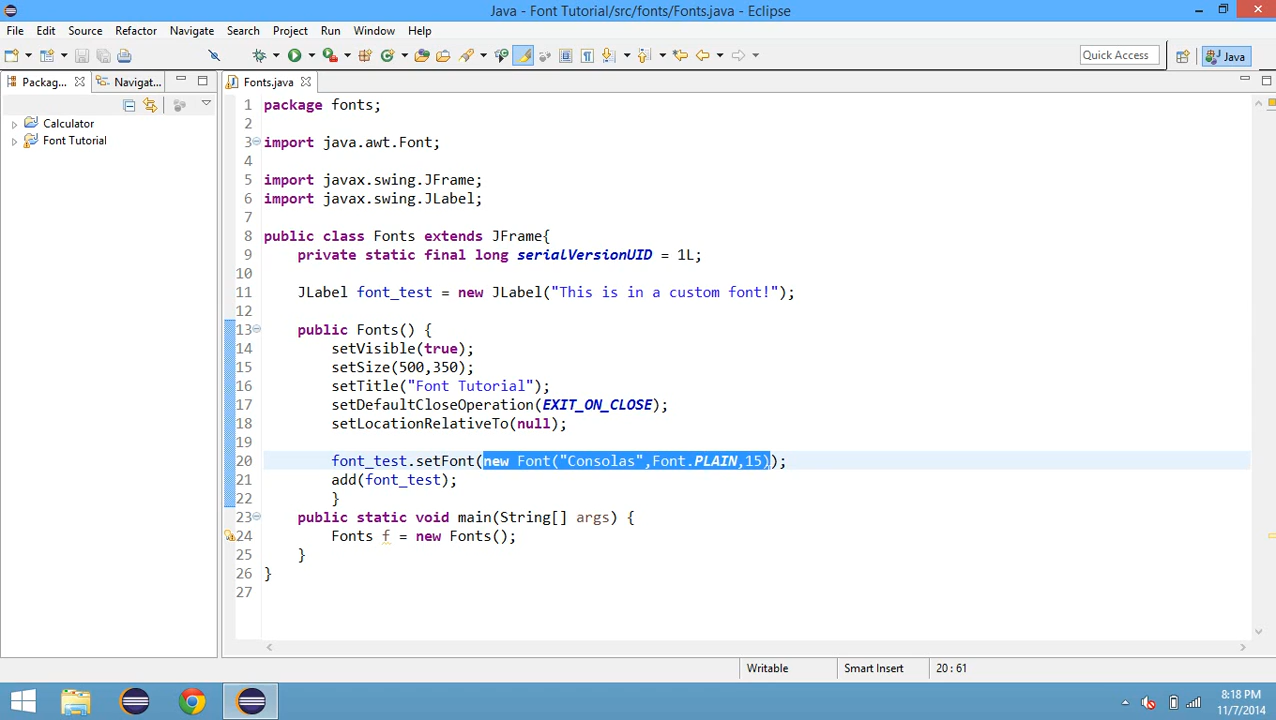 Java - Font Tutorial/src/fonts/Fonts.java - Eclipse
File Edit Source Refactor Navigate Search Project Run Window Help
Quick Access Java
Packag... Navigat... Fonts.java
Calculator
Font Tutorial
1 package fonts;
2
3 import java.awt.Font;
4
5 import javax.swing.JFrame;
6 import javax.swing.JLabel;
7
8 public class Fonts extends JFrame{
9 private static final long serialVersionUID = 1L;
10
11 JLabel font_test = new JLabel("This is in a custom font!");
12
13 public Fonts() {
14 setVisible(true);
15 setSize(500,350);
16 setTitle("Font Tutorial");
17 setDefaultCloseOperation(EXIT_ON_CLOSE);
18 setLocationRelativeTo(null);
19
20 font_test.setFont(new Font("Consolas",Font.PLAIN,15));
21 add(font_test);
22 }
23 public static void main(String[] args) {
24 Fonts f = new Fonts();
25 }
26 }
27
Writable Smart Insert 20 : 61
8:18 PM
11/7/2014